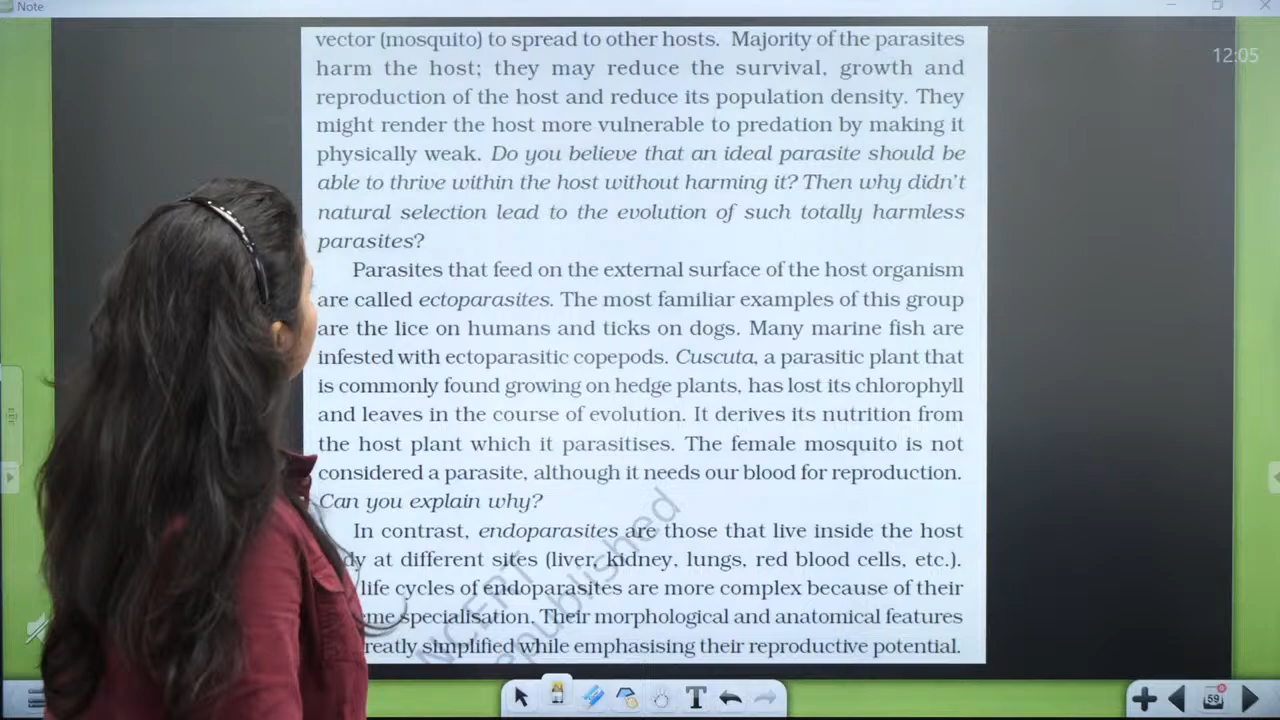 Note
12:05
vector (mosquito) to spread to other hosts. Majority of the parasites
harm the host; they may reduce the survival, growth and
reproduction of the host and reduce its population density. They
might render the host more vulnerable to predation by making it
physically weak. Do you believe that an ideal parasite should be
able to thrive within the host without harming it? Then why didn't
natural selection lead to the evolution of such totally harmless
parasites?
Parasites that feed on the external surface of the host organism
are called ectoparasites. The most familiar examples of this group
are the lice on humans and ticks on dogs. Many marine fish are
infested with ectoparasitic copepods. Cuscuta, a parasitic plant that
is commonly found growing on hedge plants, has lost its chlorophyll
and leaves in the course of evolution. It derives its nutrition from
the host plant which it parasitises. The female mosquito is not
considered a parasite, although it needs our blood for reproduction.
Can you explain why?
In contrast, endoparasites are those that live inside the host
dy at different sites (liver, kidney, lungs, red blood cells, etc.).
life cycles of endoparasites are more complex because of their
me specialisation. Their morphological and anatomical features
reatly simplified while emphasising their reproductive potential.
NCERT
epublished
T
59